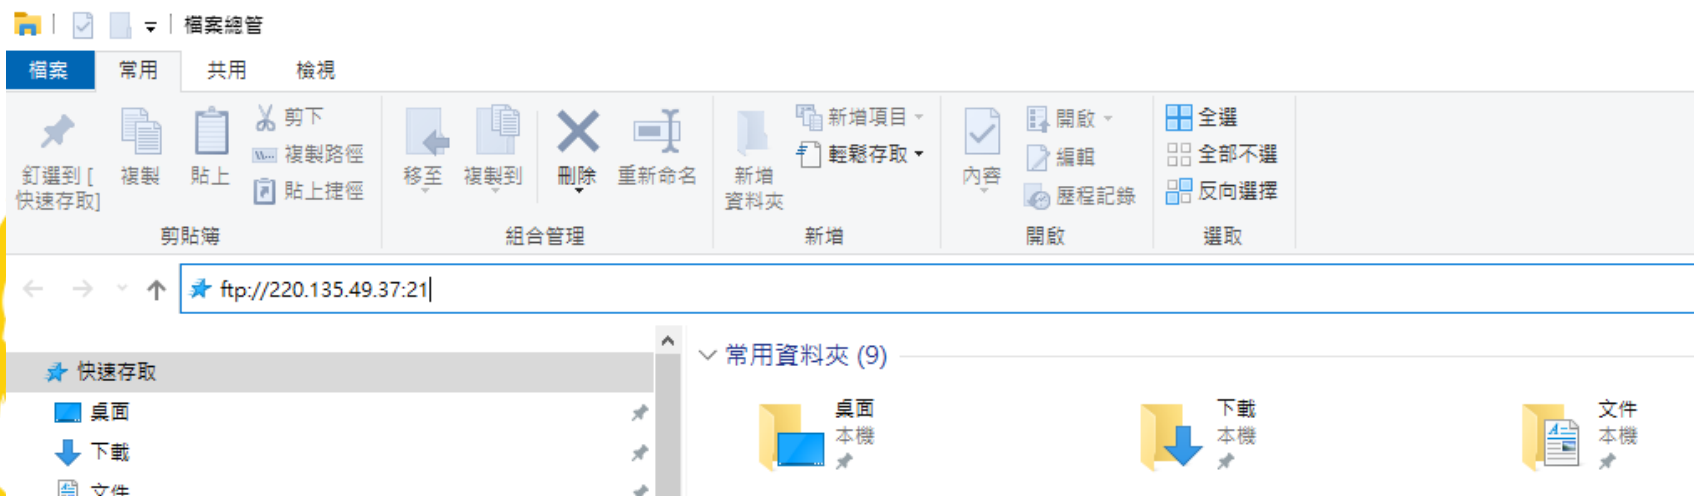 檔案總管
檔案 常用 共用 檢視
釘選到 [
快速存取]
複製
貼上
剪下
複製路徑
貼上捷徑
剪貼簿
移至
複製到
刪除
重新命名
組合管理
新增
資料夾
新增項目
輕鬆存取
新增
內容
開啟
編輯
歷程記錄
開啟
全選
全部不選
反向選擇
選取
ftp://220.135.49.37:21
快速存取
桌面
下載
文件
常用資料夾 (9)
桌面
本機
下載
本機
文件
本機